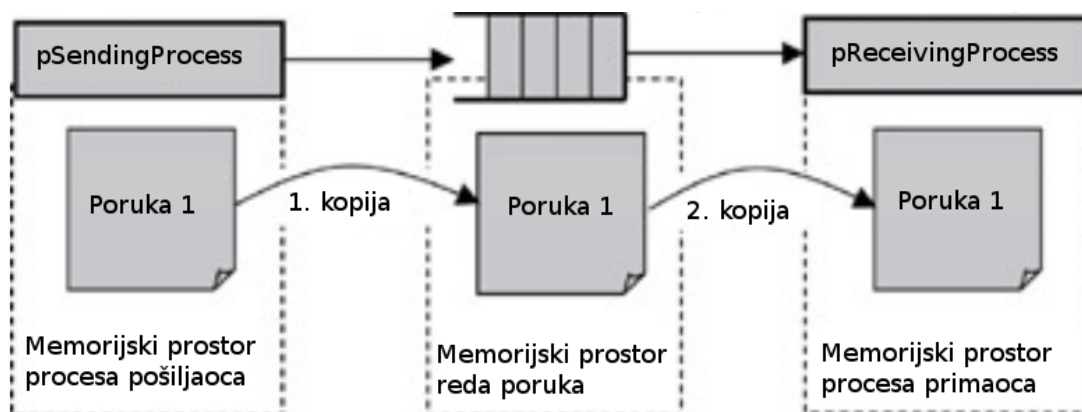 pSendingProcess
pReceivingProcess
Poruka 1
1. kopija
Poruka 1
2. kopija
Poruka 1
Memorijski prostor
procesa pošiljaoca
Memorijski prostor
reda poruka
Memorijski prostor
procesa primaoca